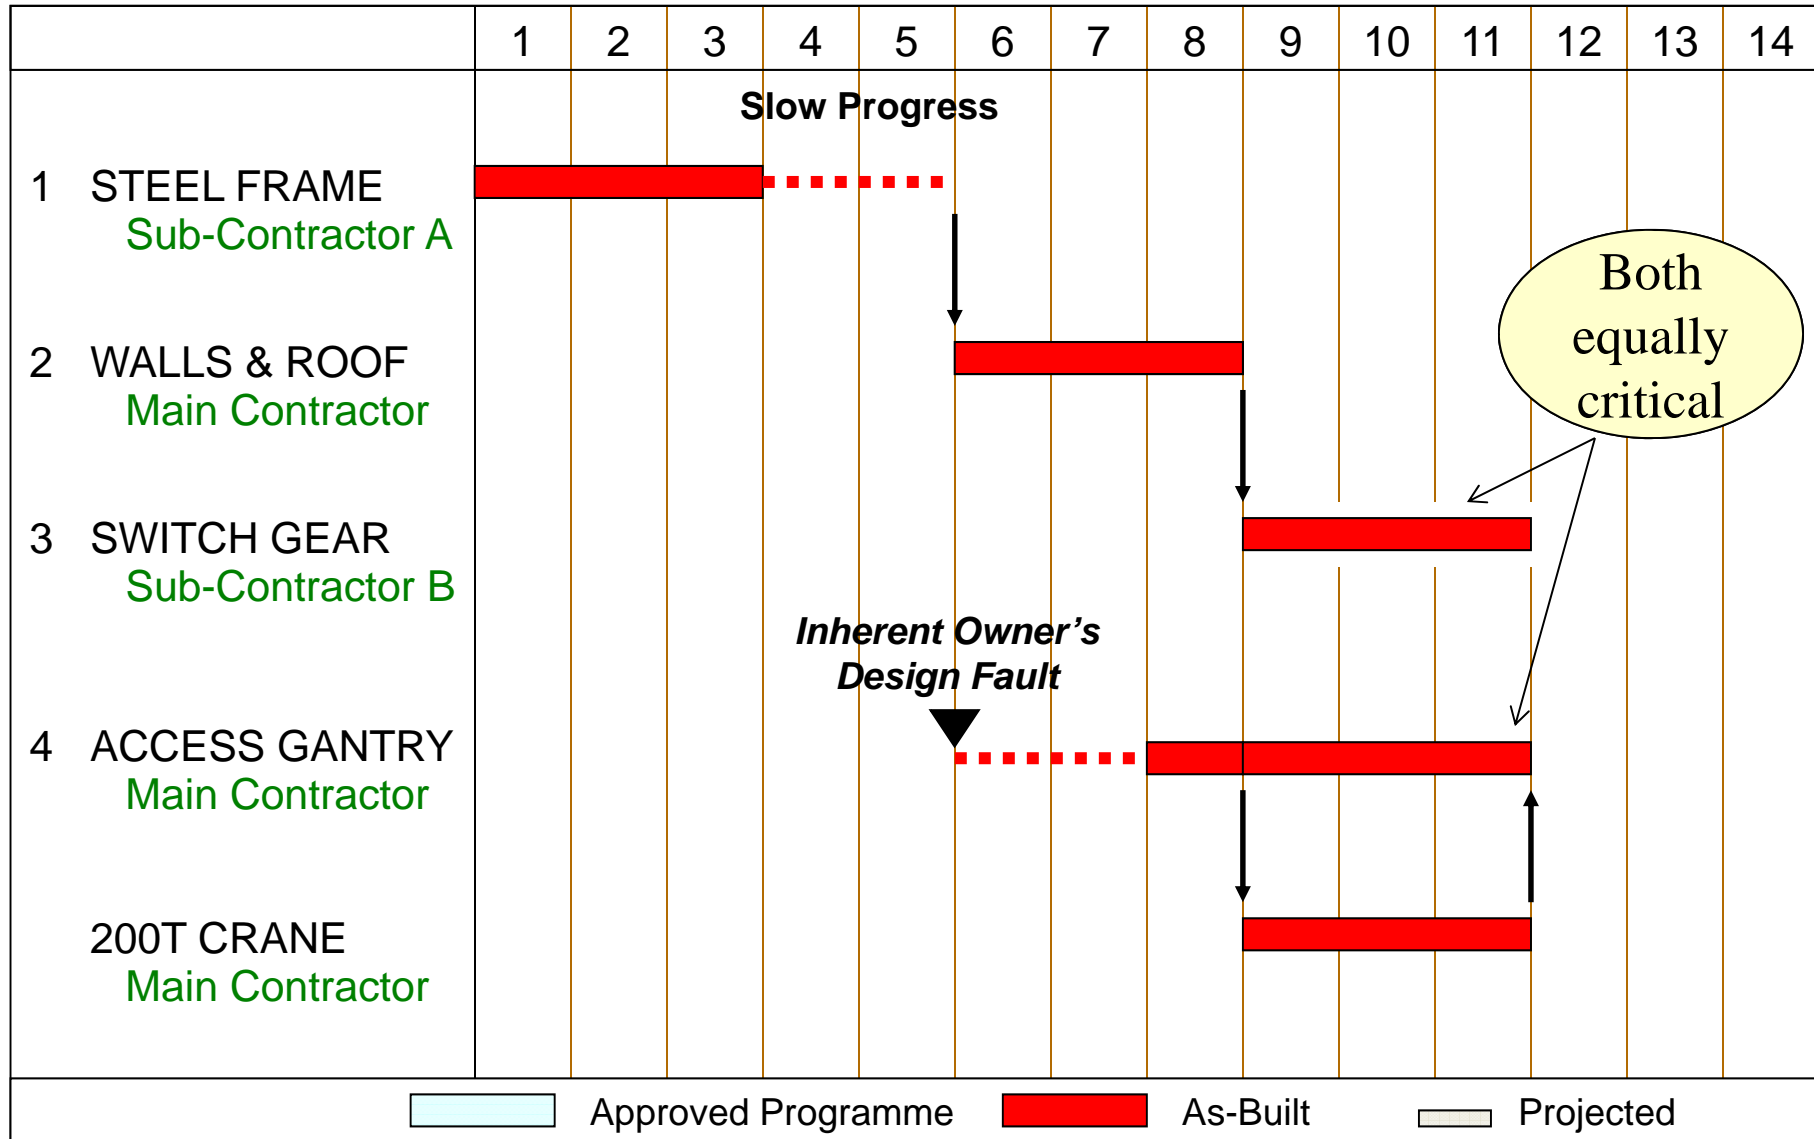 1 2 3 4 5 6 7 8 9 10 11 12 13 14
Slow Progress
1 STEEL FRAME
Sub-Contractor A
Both
equally
critical
2 WALLS & ROOF
Main Contractor
3 SWITCH GEAR
Sub-Contractor B
Inherent Owner’s
Design Fault
4 ACCESS GANTRY
Main Contractor
200T CRANE
Main Contractor
Approved Programme As-Built Projected